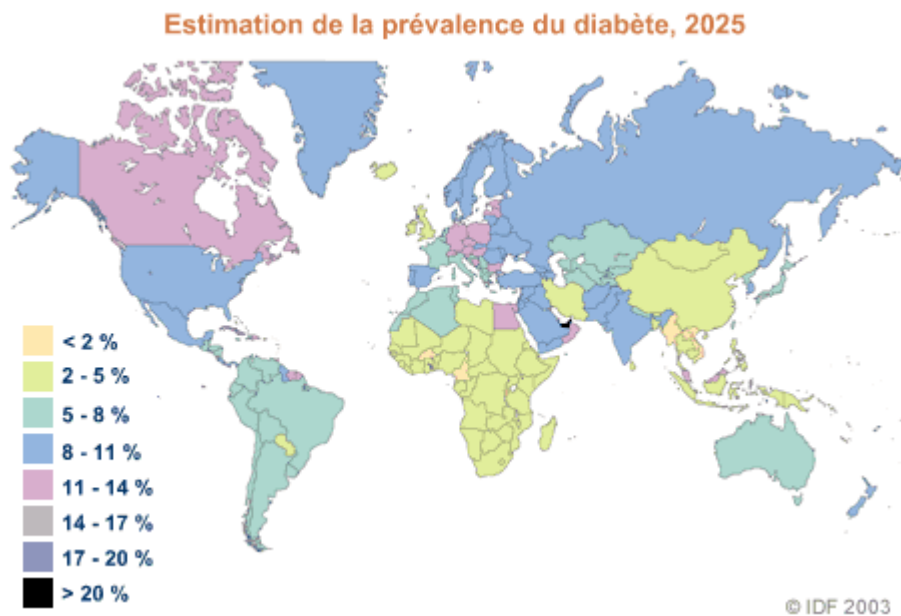 Estimation de la prévalence du diabète, 2025
< 2 %
2 - 5 %
5 - 8 %
8 - 11 %
11 - 14 %
14 - 17 %
17 - 20 %
> 20 %
© IDF 2003